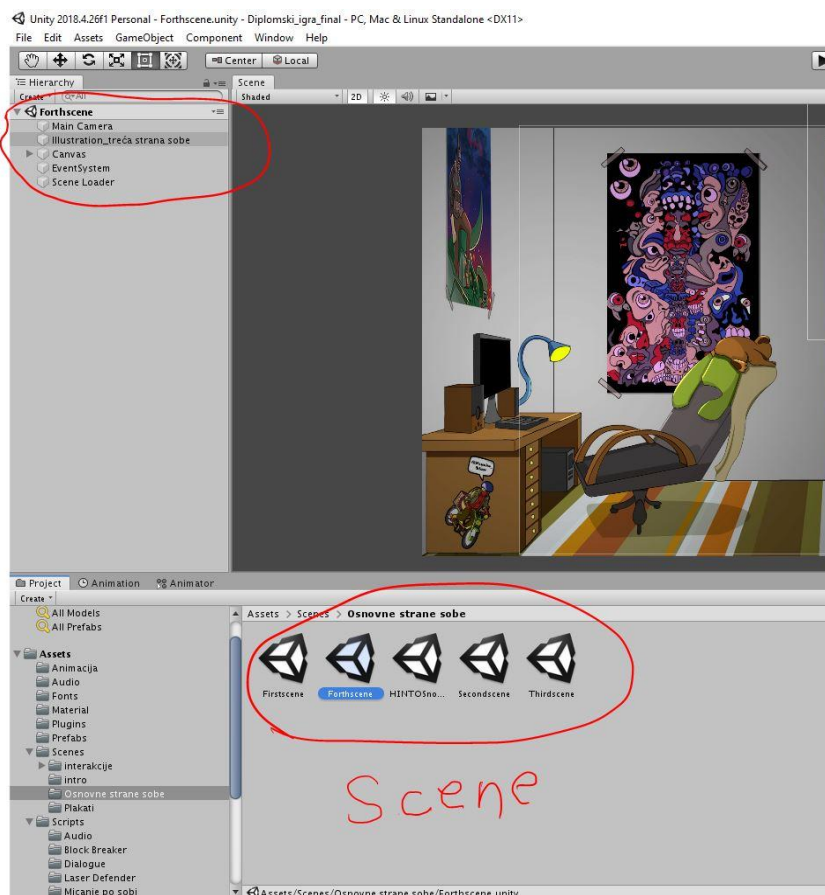 Unity 2018.4.26f1 Personal - Forthscene.unity - Diplomski_igra_final - PC, Mac & Linux Standalone <DX11>
File Edit Assets GameObject Component Window Help
Center Local
Hierarchy
Create All
Forthscene
Main Camera
Illustration_treća strana sobe
Canvas
EventSystem
Scene Loader
Scene
Shaded 2D
Project Animation Animator
Create
All Models
All Prefabs
Assets
Animacija
Audio
Fonts
Material
Plugins
Prefabs
Scenes
interakcije
intro
Osnovne strane sobe
Plakati
Scripts
Audio
Block Breaker
Dialogue
Laser Defender
Micanje po sobi
Assets > Scenes > Osnovne strane sobe
Firstscene Forthscene HINTOSno... Secondscene Thirdscene
Scene
Assets/Scenes/Osnovne strane sobe/Forthscene.unity